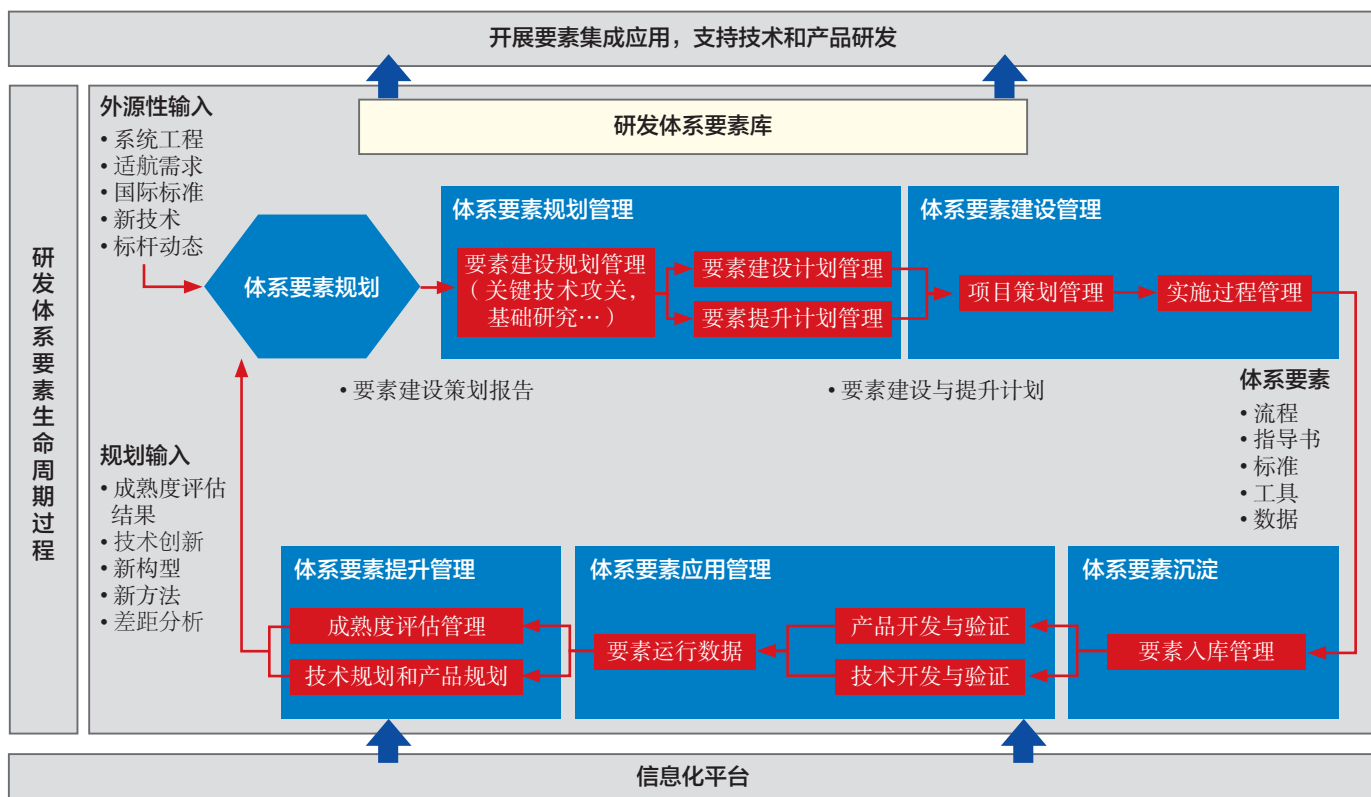 开展要素集成应用，支持技术和产品研发
研发体系要素生命周期过程
外源性输入
• 系统工程
• 适航需求
• 国际标准
• 新技术
• 标杆动态
研发体系要素库
体系要素规划
体系要素规划管理
要素建设规划管理
（关键技术攻关，
基础研究…）
要素建设计划管理
要素提升计划管理
体系要素建设管理
项目策划管理
实施过程管理
• 要素建设策划报告
• 要素建设与提升计划
体系要素
• 流程
• 指导书
• 标准
• 工具
• 数据
规划输入
• 成熟度评估
结果
• 技术创新
• 新构型
• 新方法
• 差距分析
体系要素提升管理
成熟度评估管理
技术规划和产品规划
体系要素应用管理
要素运行数据
产品开发与验证
技术开发与验证
体系要素沉淀
要素入库管理
信息化平台